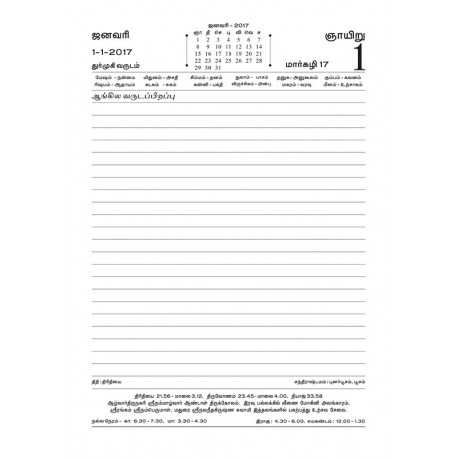 ஜனவரி
1-1-2017
துர்முகி வருடம்
ஜனவரி - 2017
ஞா தி செ பு வி வெ ச
1 2 3 4 5 6 7
8 9 10 11 12 13 14
15 16 17 18 19 20 21
22 23 24 25 26 27 28
29 30 31
ஞாயிறு
1
மார்கழி 17
மேஷம் - நன்மை மிதுனம் - அசதி சிம்மம் - தனம் துலாம் - பாசம் தனுசு - அனுகூலம் கும்பம் - கவனம்
ரிஷபம் - ஆதாயம் கடகம் - சுகம் கன்னி - பக்தி விருச்சிகம் - அன்பு மகரம் - வரவு மீனம் - உற்சாகம்
ஆங்கில வருடப்பிறப்பு
திதி : திரிதியை சந்திராஷ்டமம் : புனர்பூசம், பூசம்
திரிதியை 21.56 - மாலை 3.12, திருவோணம் 23.45 - மாலை 4.00, தியாஜ் 33.58
ஆழ்வார்திருநகரி ஸ்ரீநம்மாழ்வார் ஆண்டாள் திருக்கோலம். இரவு பல்லக்கில் வீணை மோகினி அலங்காரம்.
ஸ்ரீரங்கம் ஸ்ரீநம்பெருமாள், மதுரை ஸ்ரீநவநீதகிருஷ்ண சுவாமி இத்தலங்களில் பகற்பத்து உற்சவ சேவை.
நல்லநேரம் - கா: 6.30 - 7.30, மா: 3.30 - 4.30 இராகு : 4.30 - 6.00, எமகண்டம் : 12.00 - 1.30